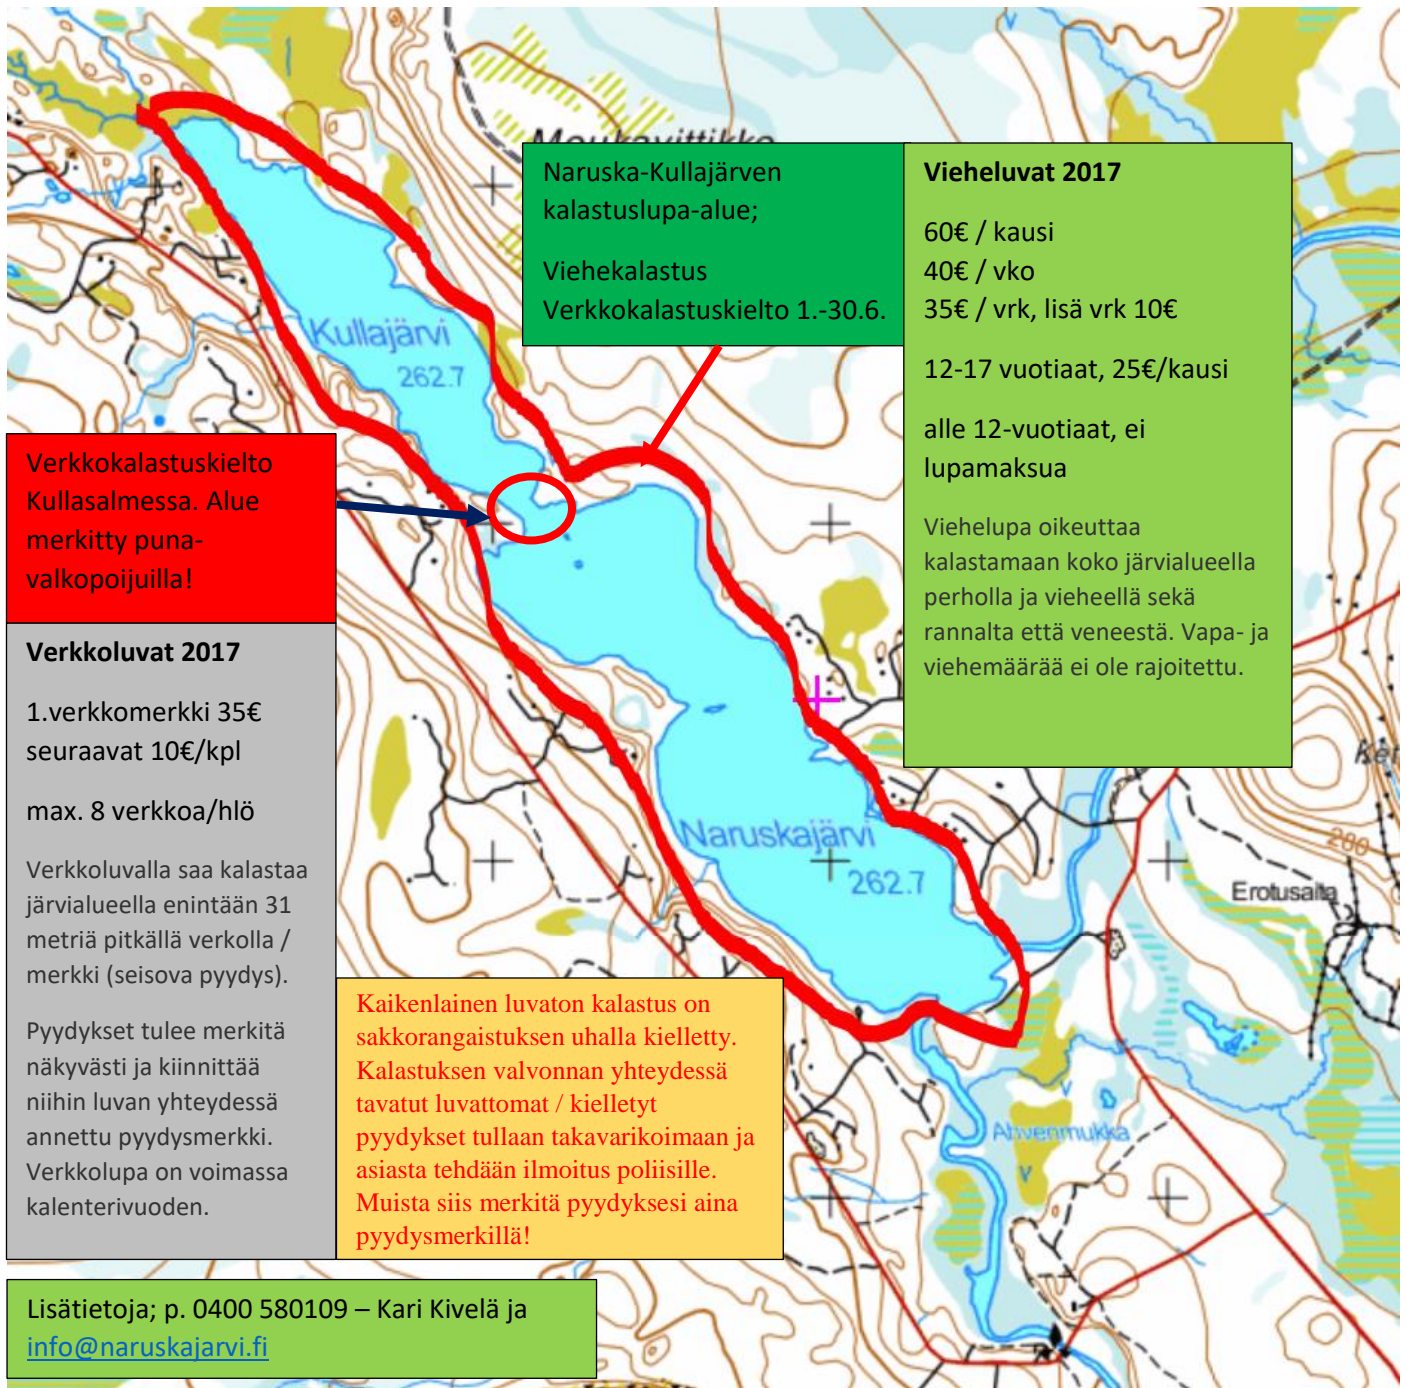 Moukavittikko
Naruska-Kullajärven
kalastuslupa-alue;
Viehekalastus
Verkkokalastuskielto 1.-30.6.
Vieheluvat 2017
60€ / kausi
40€ / vko
35€ / vrk, lisä vrk 10€
12-17 vuotiaat, 25€/kausi
alle 12-vuotiaat, ei
lupamaksua
Viehelupa oikeuttaa
kalastamaan koko järvialueella
perholla ja vieheellä sekä
rannalta että veneestä. Vapa- ja
viehemäärää ei ole rajoitettu.
Kullajärvi
262.7
Verkkokalastuskielto
Kullasalmessa. Alue
merkitty puna-
valkopoijuilla!
Verkkoluvat 2017
1.verkkomerkki 35€
seuraavat 10€/kpl
max. 8 verkkoa/hlö
Verkkoluvalla saa kalastaa
järvialueella enintään 31
metriä pitkällä verkolla /
merkki (seisova pyydys).
Pyydykset tulee merkitä
näkyvästi ja kiinnittää
niihin luvan yhteydessä
annettu pyydysmerkki.
Verkkolupa on voimassa
kalenterivuoden.
Naruskajärvi
262.7
280
Erotusaita
Ahvenmukka
Kaikenlainen luvaton kalastus on
sakkorangaistuksen uhalla kielletty.
Kalastuksen valvonnan yhteydessä
tavatut luvattomat / kielletyt
pyydykset tullaan takavarikoimaan ja
asiasta tehdään ilmoitus poliisille.
Muista siis merkitä pyydyksesi aina
pyydysmerkillä!
Lisätietoja; p. 0400 580109 – Kari Kivelä ja
info@naruskajarvi.fi